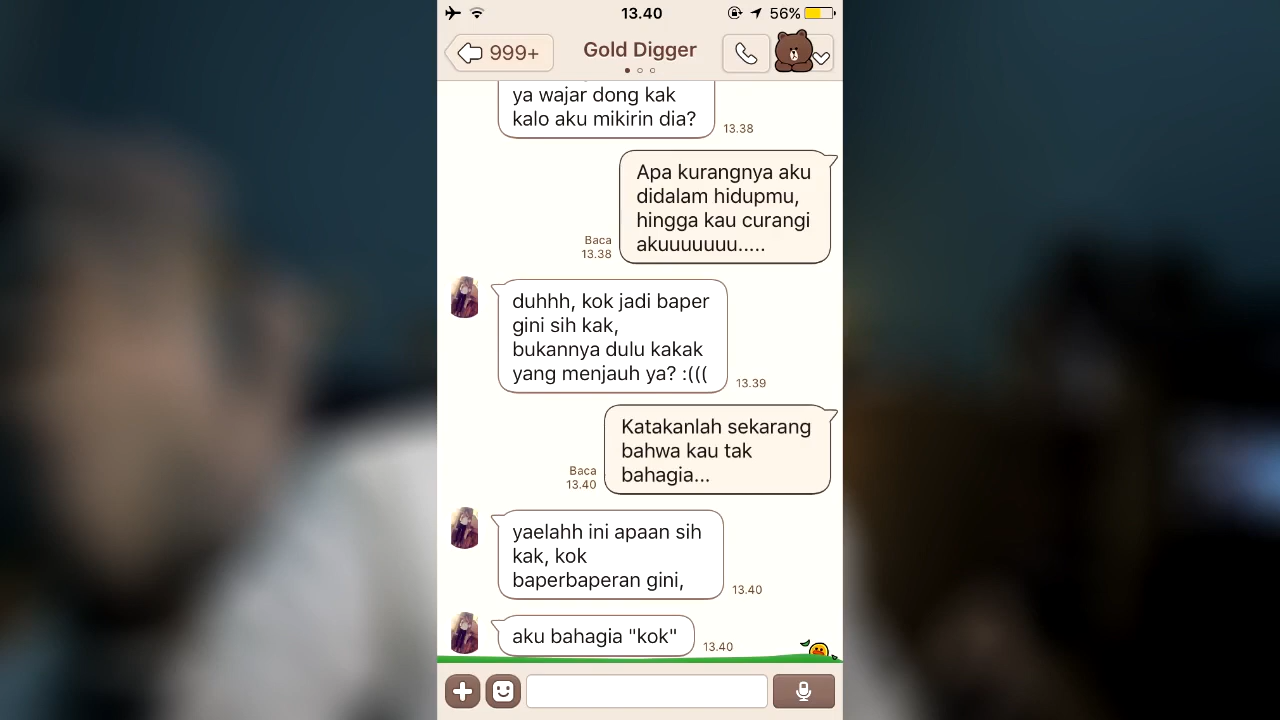 13.40
56%
999+
Gold Digger
ya wajar dong kak
kalo aku mikirin dia?
13.38
Apa kurangnya aku
didalam hidupmu,
hingga kau curangi
akuuuuuuu.....
Baca
13.38
duhhh, kok jadi baper
gini sih kak,
bukannya dulu kakak
yang menjauh ya? :(((
13.39
Katakanlah sekarang
bahwa kau tak
bahagia...
Baca
13.40
yaelahh ini apaan sih
kak, kok
baperbaperan gini,
13.40
aku bahagia "kok"
13.40